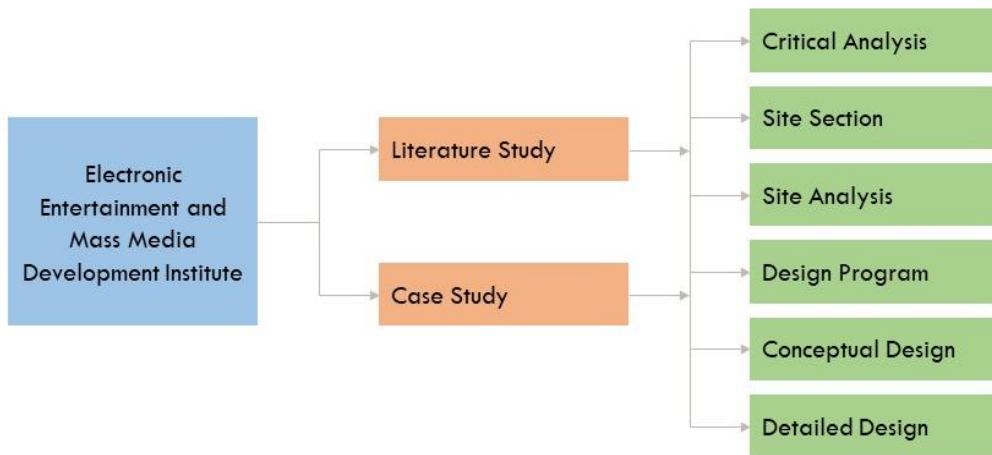 Electronic
Entertainment and
Mass Media
Development Institute
Literature Study
Case Study
Critical Analysis
Site Section
Site Analysis
Design Program
Conceptual Design
Detailed Design